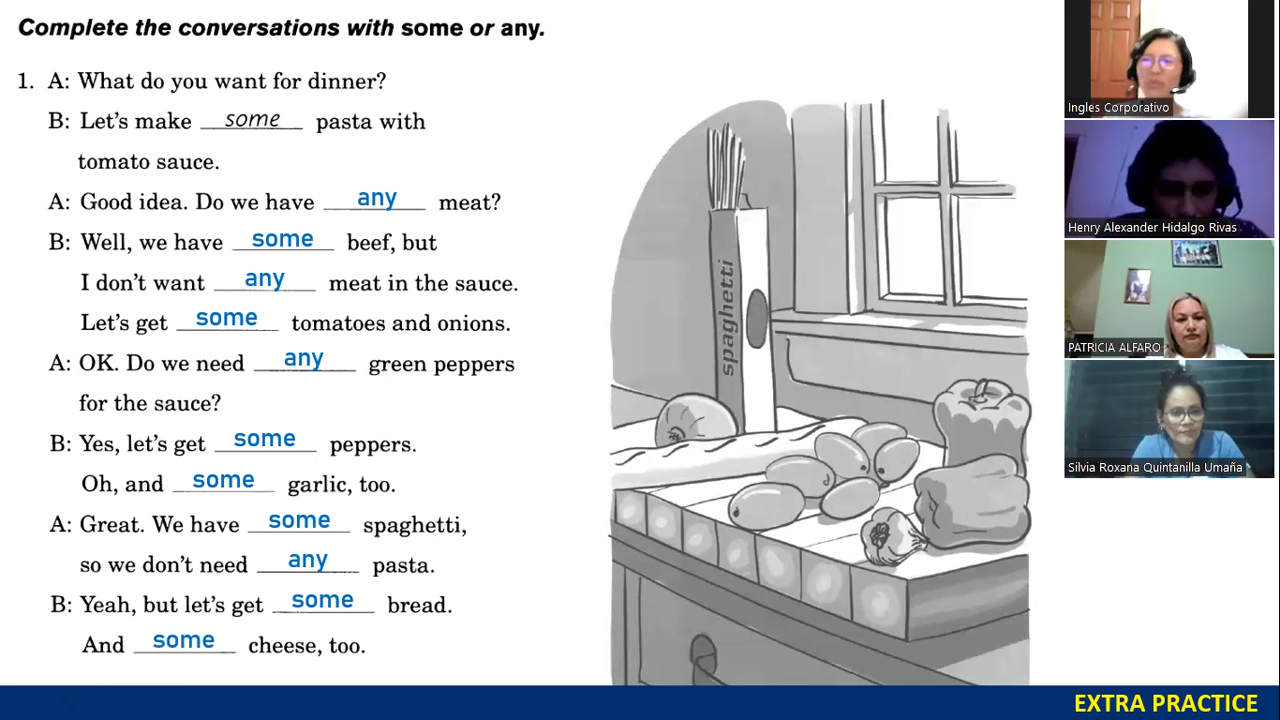 Complete the conversations with some or any.
1. A: What do you want for dinner?
B: Let's make some pasta with
tomato sauce.
A: Good idea. Do we have any meat?
B: Well, we have some beef, but
I don't want any meat in the sauce.
Let's get some tomatoes and onions.
A: OK. Do we need any green peppers
for the sauce?
B: Yes, let's get some peppers.
Oh, and some garlic, too.
A: Great. We have some spaghetti,
so we don't need any pasta.
B: Yeah, but let's get some bread.
And some cheese, too.
spaghetti
Ingles Corporativo
Henry Alexander Hidalgo Rivas
PATRICIA ALFARO
Silvia Roxana Quintanilla Umaña
EXTRA PRACTICE